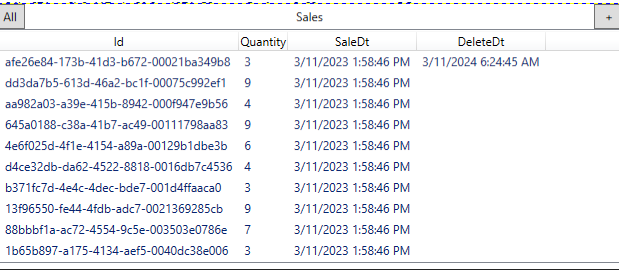 All Sales +
Id Quantity SaleDt DeleteDt
afe26e84-173b-41d3-b672-00021ba349b8 3 3/11/2023 1:58:46 PM 3/11/2024 6:24:45 AM
dd3da7b5-613d-46a2-bc1f-00075c992ef1 9 3/11/2023 1:58:46 PM
aa982a03-a39e-415b-8942-000f947e9b56 4 3/11/2023 1:58:46 PM
645a0188-c38a-41b7-ac49-00111798aa83 9 3/11/2023 1:58:46 PM
4e6f025d-4f1e-4154-a89a-00129b1dbe3b 6 3/11/2023 1:58:46 PM
d4ce32db-da62-4522-8818-0016db7c4536 4 3/11/2023 1:58:46 PM
b371fc7d-4e4c-4dec-bde7-001d4ffaaca0 3 3/11/2023 1:58:46 PM
13f96550-fe44-4fdb-adc7-0021369285cb 9 3/11/2023 1:58:46 PM
88bbbf1a-ac72-4554-9c5e-003503e0786e 7 3/11/2023 1:58:46 PM
1b65b897-a175-4134-aef5-0040dc38e006 3 3/11/2023 1:58:46 PM